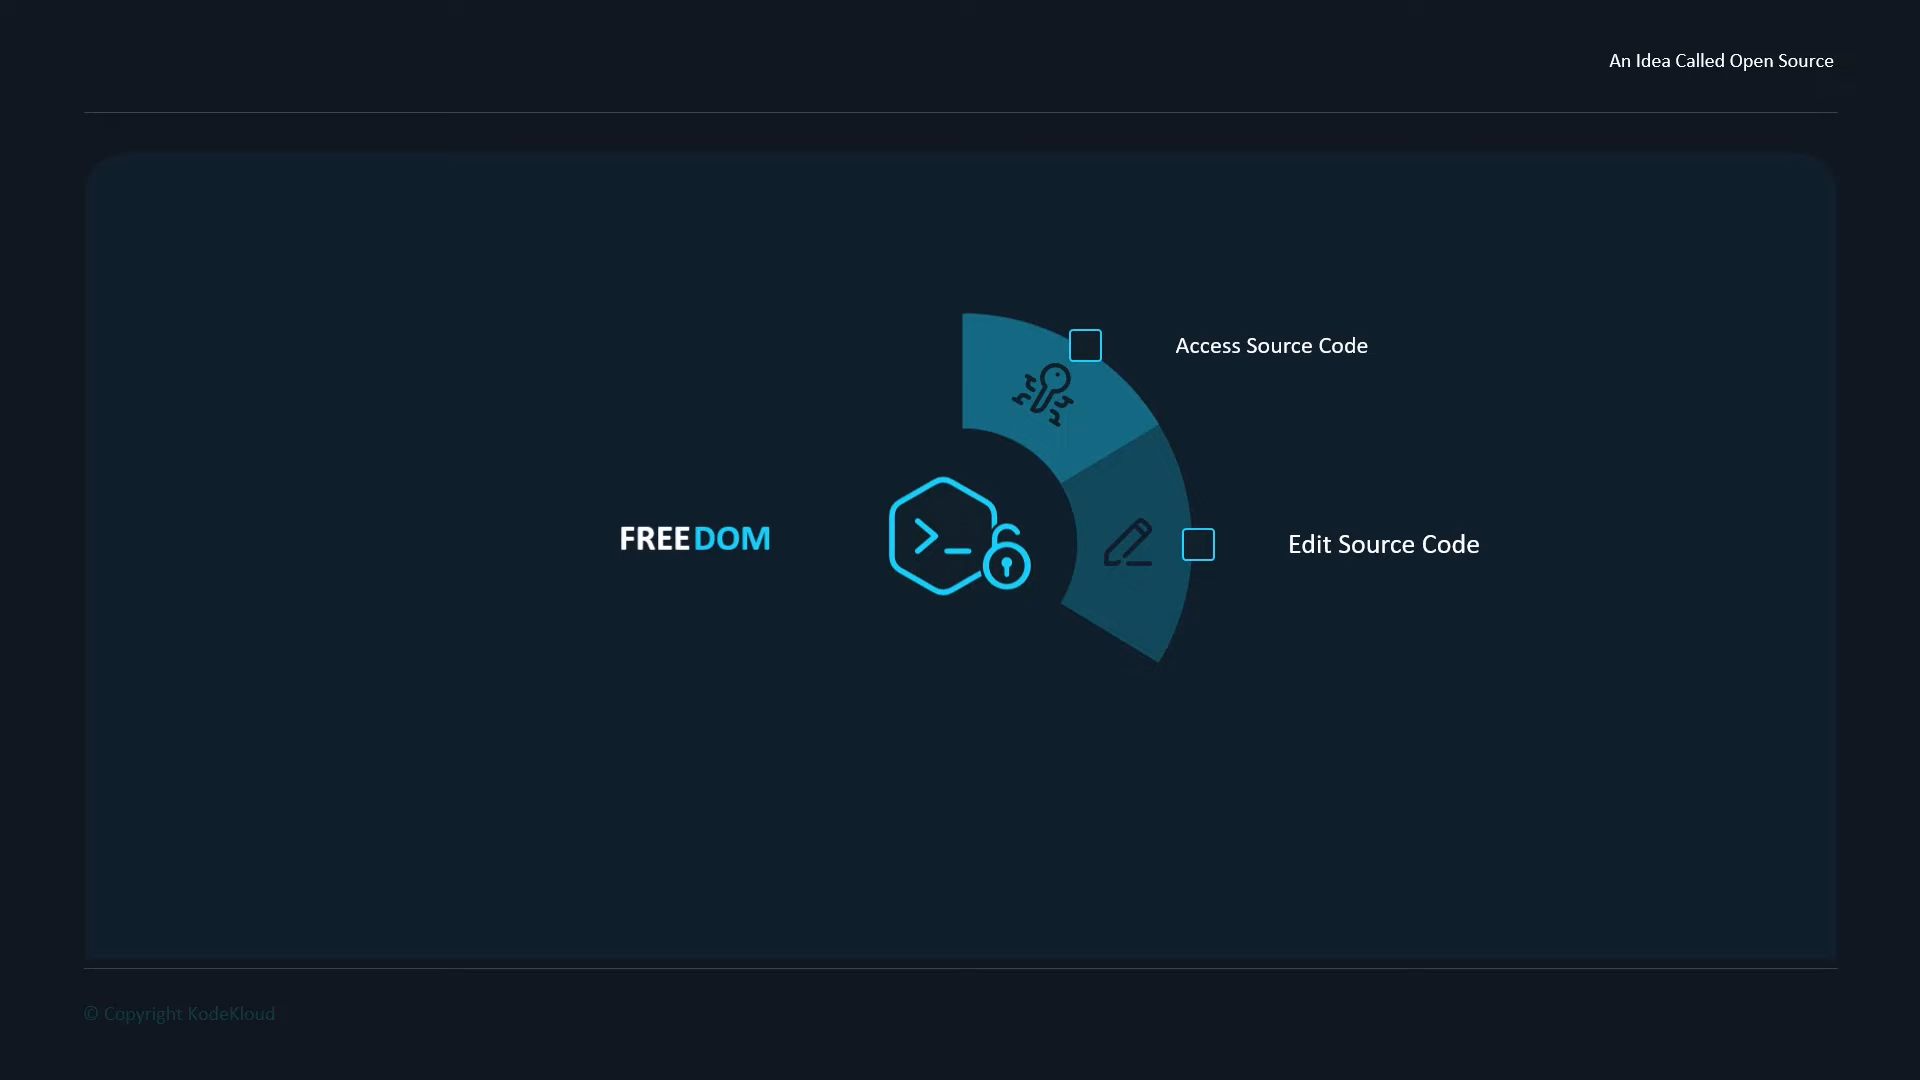 An Idea Called Open Source
Access Source Code
FREEDOM
Edit Source Code
© Copyright KodeKloud